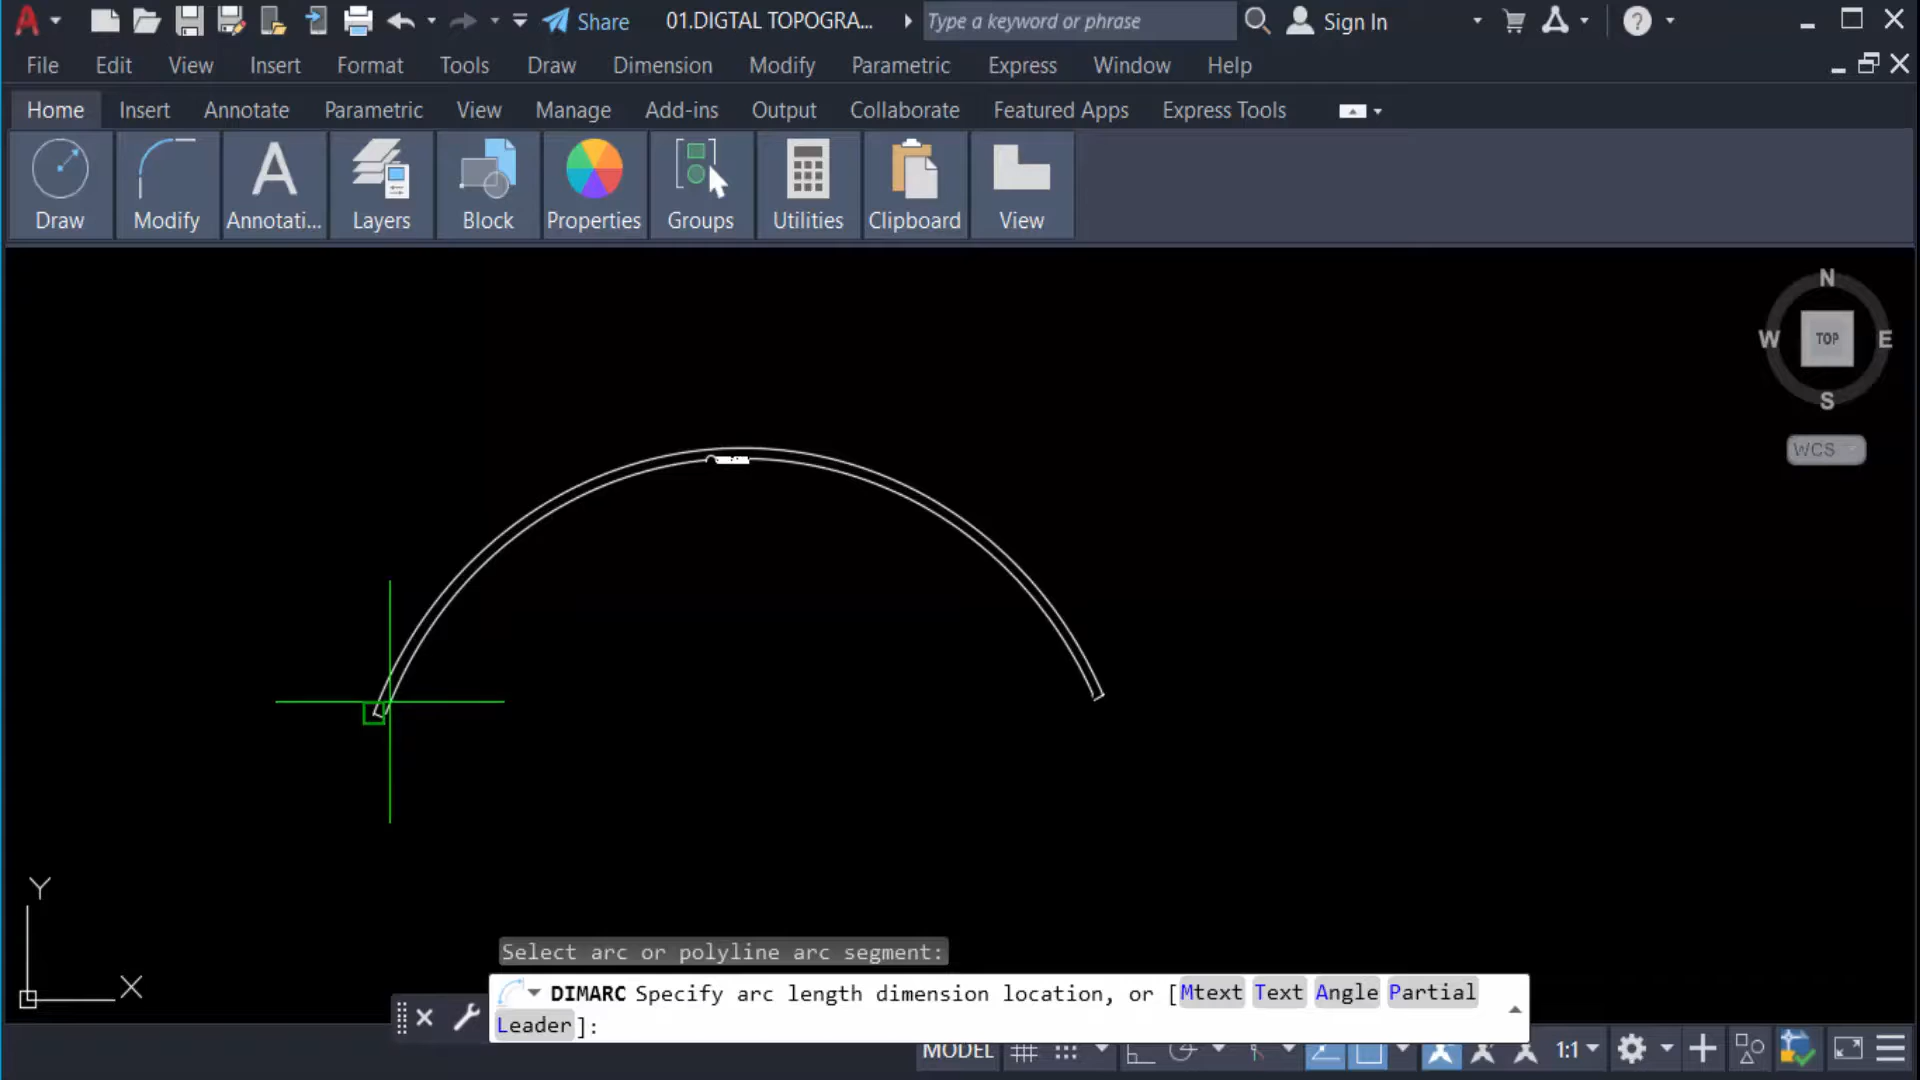 Share 01.DIGTAL TOPOGRA... Type a keyword or phrase Sign In
File Edit View Insert Format Tools Draw Dimension Modify Parametric Express Window Help
Home Insert Annotate Parametric View Manage Add-ins Output Collaborate Featured Apps Express Tools
Draw Modify Annotati... Layers Block Properties Groups Utilities Clipboard View
N
W TOP E
S
WCS
Y
X
Select arc or polyline arc segment:
DIMARC Specify arc length dimension location, or [Mtext Text Angle Partial
Leader]:
MODEL 1:1